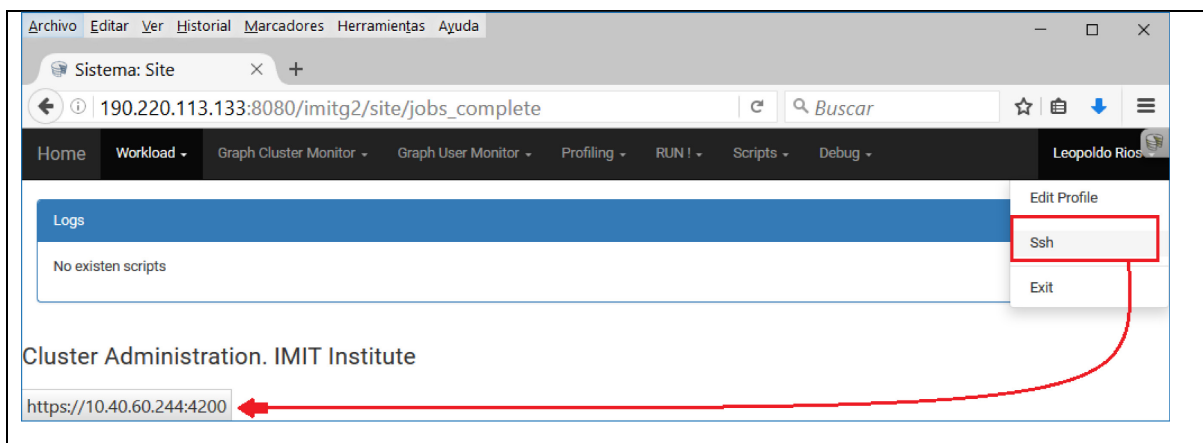 Archivo Editar Ver Historial Marcadores Herramientas Ayuda
Sistema: Site
190.220.113.133:8080/imitg2/site/jobs_complete Buscar
Home Workload Graph Cluster Monitor Graph User Monitor Profiling RUN ! Scripts Debug Leopoldo Rios
Edit Profile
Logs
Ssh
No existen scripts
Exit
Cluster Administration. IMIT Institute
https://10.40.60.244:4200